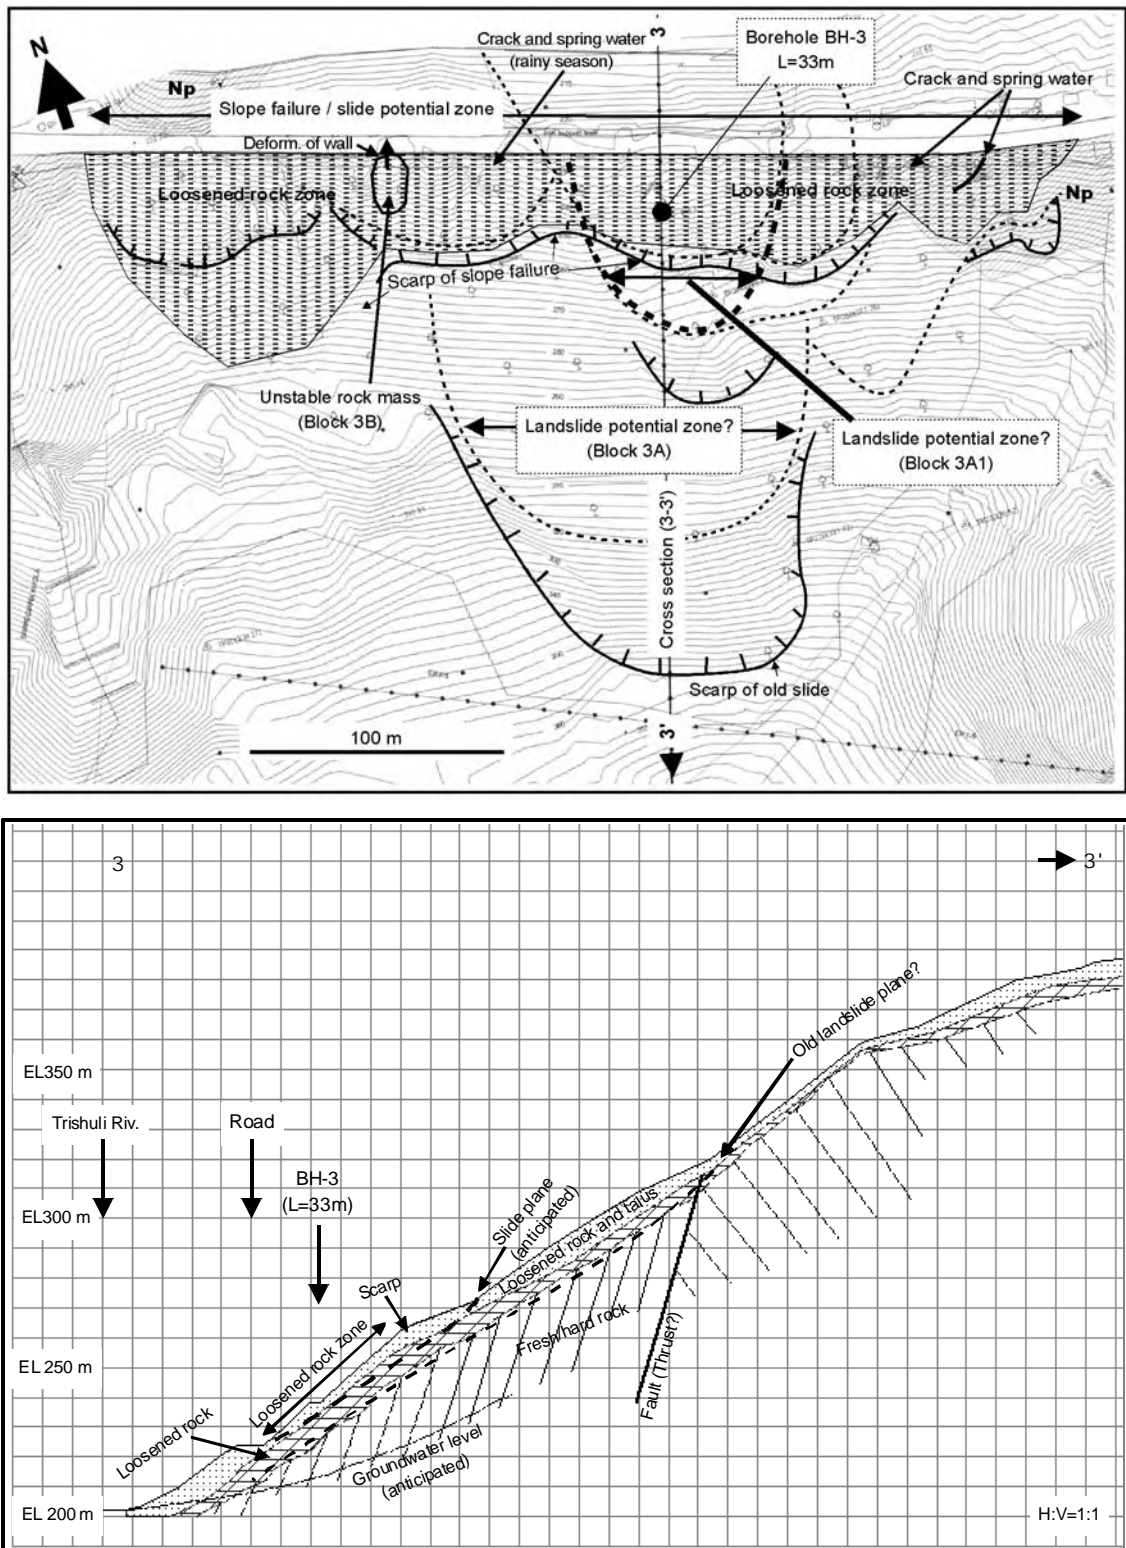 N
Np
Crack and spring water
(rainy season)
3
Borehole BH-3
L=33m
Crack and spring water
Slope failure / slide potential zone
Deform. of wall
Loosened rock zone
Loosened rock zone
Np
Scarp of slope failure
Unstable rock mass
(Block 3B)
Landslide potential zone?
(Block 3A)
Landslide potential zone?
(Block 3A1)
Cross section (3-3')
Scarp of old slide
100 m
3'
3
3'
Old landslide plane?
EL350 m
Trishuli Riv.
Road
BH-3
(L=33m)
EL300 m
Slide plane
(anticipated)
Loosened rock and talus
Scarp
Fresh/hard rock
Loosened rock zone
EL 250 m
Fault (Thrust?)
Loosened rock
Groundwater level
(anticipated)
EL 200 m
H:V=1:1